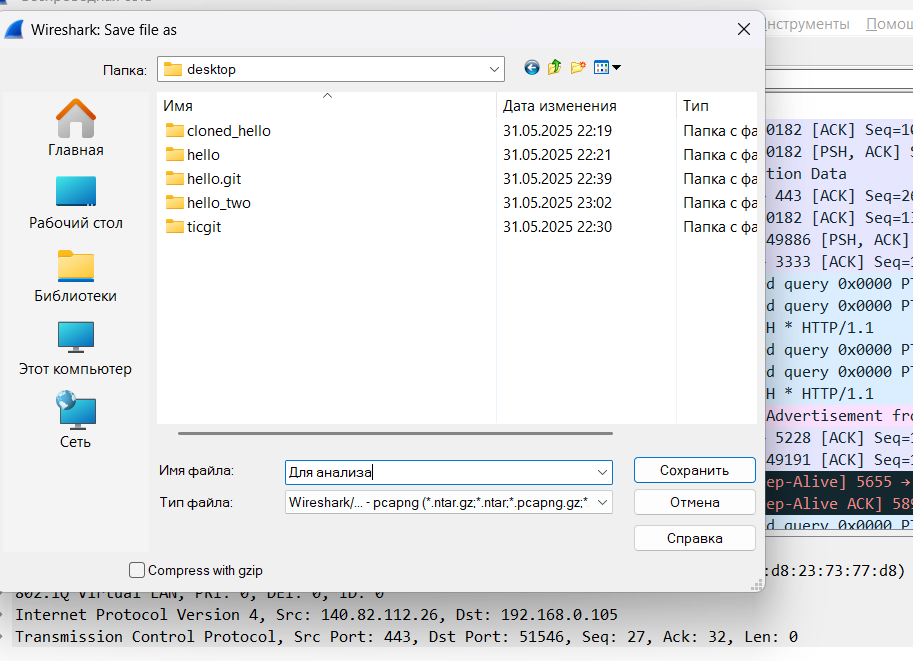 Wireshark: Save file as
нструменты
Папка:
desktop
Имя
Дата изменения
Тип
cloned_hello 31.05.2025 22:19 Папка с фа
hello 31.05.2025 22:21 Папка с фа
hello.git 31.05.2025 22:39 Папка с фа
hello_two 31.05.2025 23:02 Папка с фа
ticgit 31.05.2025 22:30 Папка с фа
Главная
Рабочий стол
Библиотеки
Этот компьютер
Сеть
Имя файла:
Для анализа
Сохранить
Тип файла:
Wireshark/... - pcapng (*.ntar.gz;*.ntar;*.pcapng.gz;*.
Отмена
Справка
Compress with gzip
0182 [ACK] Seq=1
0182 [PSH, ACK]
tion Data
443 [ACK] Seq=2
0182 [ACK] Seq=1
49886 [PSH, ACK]
3333 [ACK] Seq=
d query 0x0000 P
d query 0x0000 P
H * HTTP/1.1
d query 0x0000 P
d query 0x0000 P
H * HTTP/1.1
Advertisement fr
5228 [ACK] Seq=
49191 [ACK] Seq=
ep-Alive] 5655 →
ep-Alive ACK] 58
d query 0x0000 P
:d8:23:73:77:d8)
802.1Q Virtual LAN, PRI: 0, DEI: 0, ID: 0
Internet Protocol Version 4, Src: 140.82.112.26, Dst: 192.168.0.105
Transmission Control Protocol, Src Port: 443, Dst Port: 51546, Seq: 27, Ack: 32, Len: 0